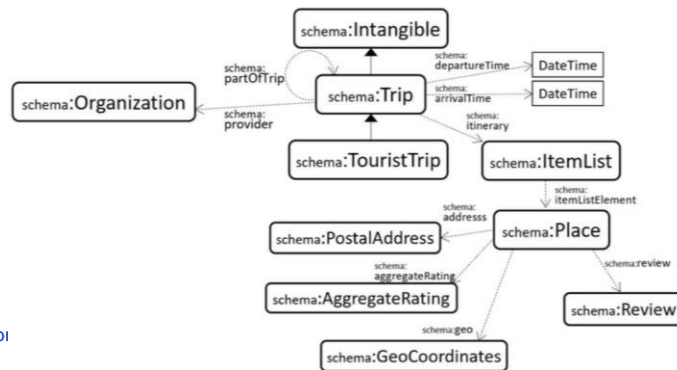 schema:Intangible
schema:
partOfTrip
schema:
departureTime
DateTime
schema:Trip
schema:
arrivalTime
DateTime
schema:Organization
schema:
provider
schema:
itinerary
schema:TouristTrip
schema:ItemList
schema:
itemListElement
schema:
addresss
schema:Place
schema:PostalAddress
schema:
aggregateRating
schema:review
schema:AggregateRating
schema:Review
schema:geo
schema:GeoCoordinates